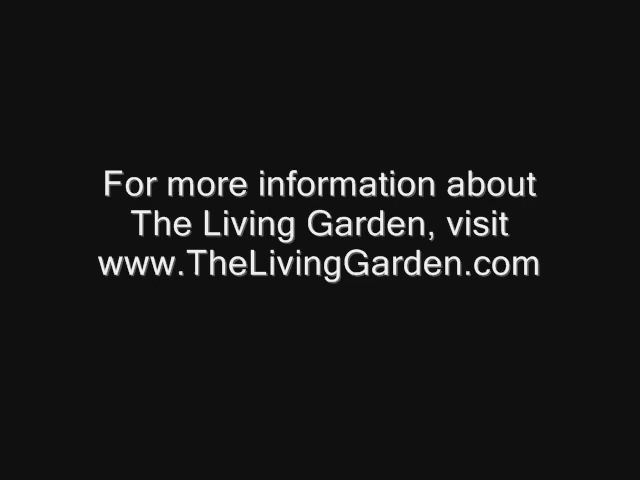 For more information about
The Living Garden, visit
www.TheLivingGarden.com